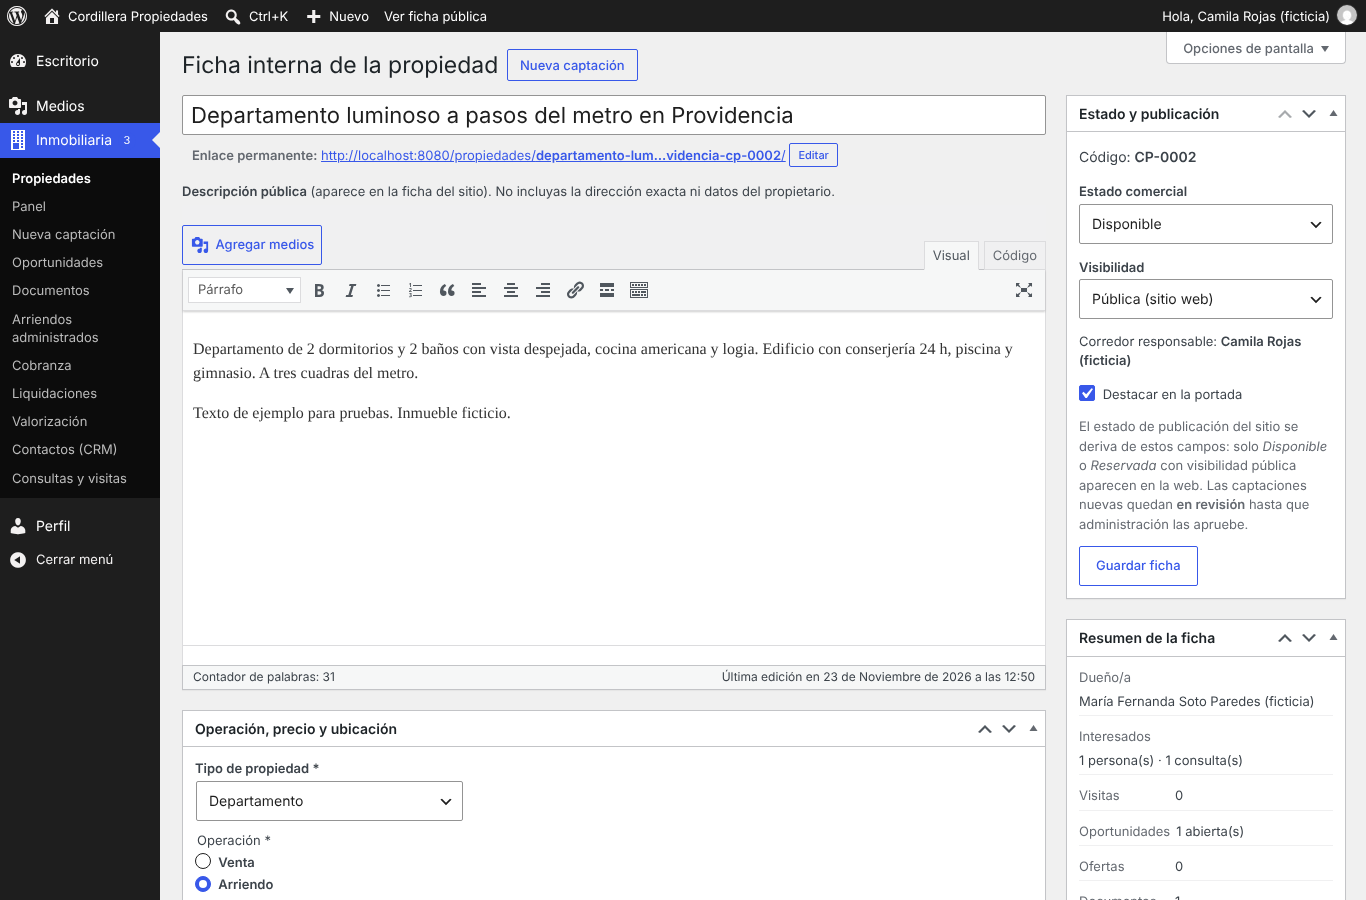 Cordillera Propiedades
Ctrl+K
Nuevo
Ver ficha pública
Hola, Camila Rojas (ficticia)
Opciones de pantalla
Escritorio
Medios
Inmobiliaria 3
Propiedades
Panel
Nueva captación
Oportunidades
Documentos
Arriendos
administrados
Cobranza
Liquidaciones
Valorización
Contactos (CRM)
Consultas y visitas
Perfil
Cerrar menú
Ficha interna de la propiedad
Nueva captación
Departamento luminoso a pasos del metro en Providencia
Enlace permanente: http://localhost:8080/propiedades/departamento-lum...videncia-cp-0002/ Editar
Descripción pública (aparece en la ficha del sitio). No incluyas la dirección exacta ni datos del propietario.
Agregar medios
Visual
Código
Párrafo
Departamento de 2 dormitorios y 2 baños con vista despejada, cocina americana y logia. Edificio con conserjería 24 h, piscina y
gimnasio. A tres cuadras del metro.
Texto de ejemplo para pruebas. Inmueble ficticio.
Contador de palabras: 31
Última edición en 23 de Noviembre de 2026 a las 12:50
Operación, precio y ubicación
Tipo de propiedad *
Departamento
Operación *
Venta
Arriendo
Estado y publicación
Código: CP-0002
Estado comercial
Disponible
Visibilidad
Pública (sitio web)
Corredor responsable: Camila Rojas
(ficticia)
Destacar en la portada
El estado de publicación del sitio se
deriva de estos campos: solo Disponible
o Reservada con visibilidad pública
aparecen en la web. Las captaciones
nuevas quedan en revisión hasta que
administración las apruebe.
Guardar ficha
Resumen de la ficha
Dueño/a
María Fernanda Soto Paredes (ficticia)
Interesados
1 persona(s) · 1 consulta(s)
Visitas 0
Oportunidades 1 abierta(s)
Ofertas 0
Documentos 1